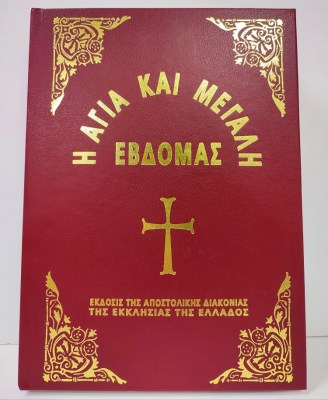 Η ΑΓΙΑ ΚΑΙ ΜΕΓΑΛΗ
ΕΒΔΟΜΑΣ
ΕΚΔΟΣΙΣ ΤΗΣ ΑΠΟΣΤΟΛΙΚΗΣ ΔΙΑΚΟΝΙΑΣ
ΤΗΣ ΕΚΚΛΗΣΙΑΣ ΤΗΣ ΕΛΛΑΔΟΣ